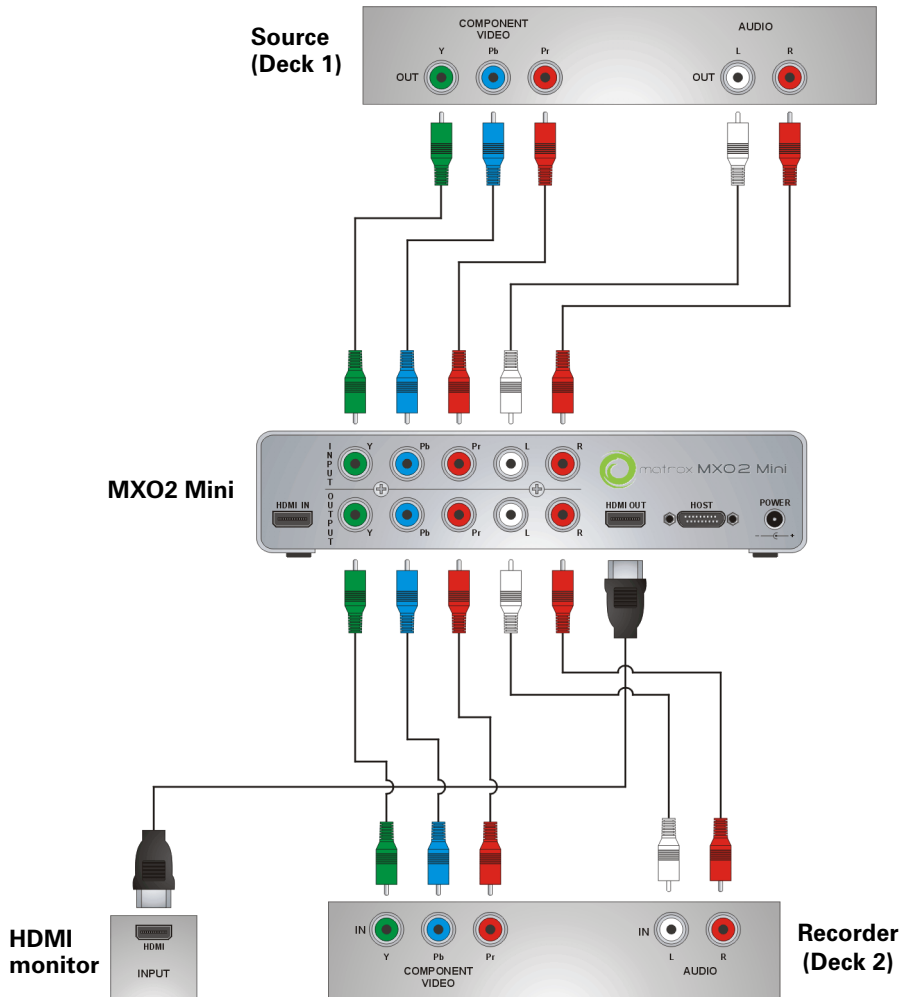 Source
(Deck 1)
COMPONENT
VIDEO
Y Pb Pr
OUT
AUDIO
L R
OUT
MXO2 Mini
HDMI IN
INPUT
Y Pb Pr L R
OUTPUT
Y Pb Pr L R
matrox MXO2 Mini
HDMI OUT
HOST
POWER
- +
HDMI
monitor
HDMI
INPUT
IN
Y Pb Pr
COMPONENT
VIDEO
IN
L R
AUDIO
Recorder
(Deck 2)